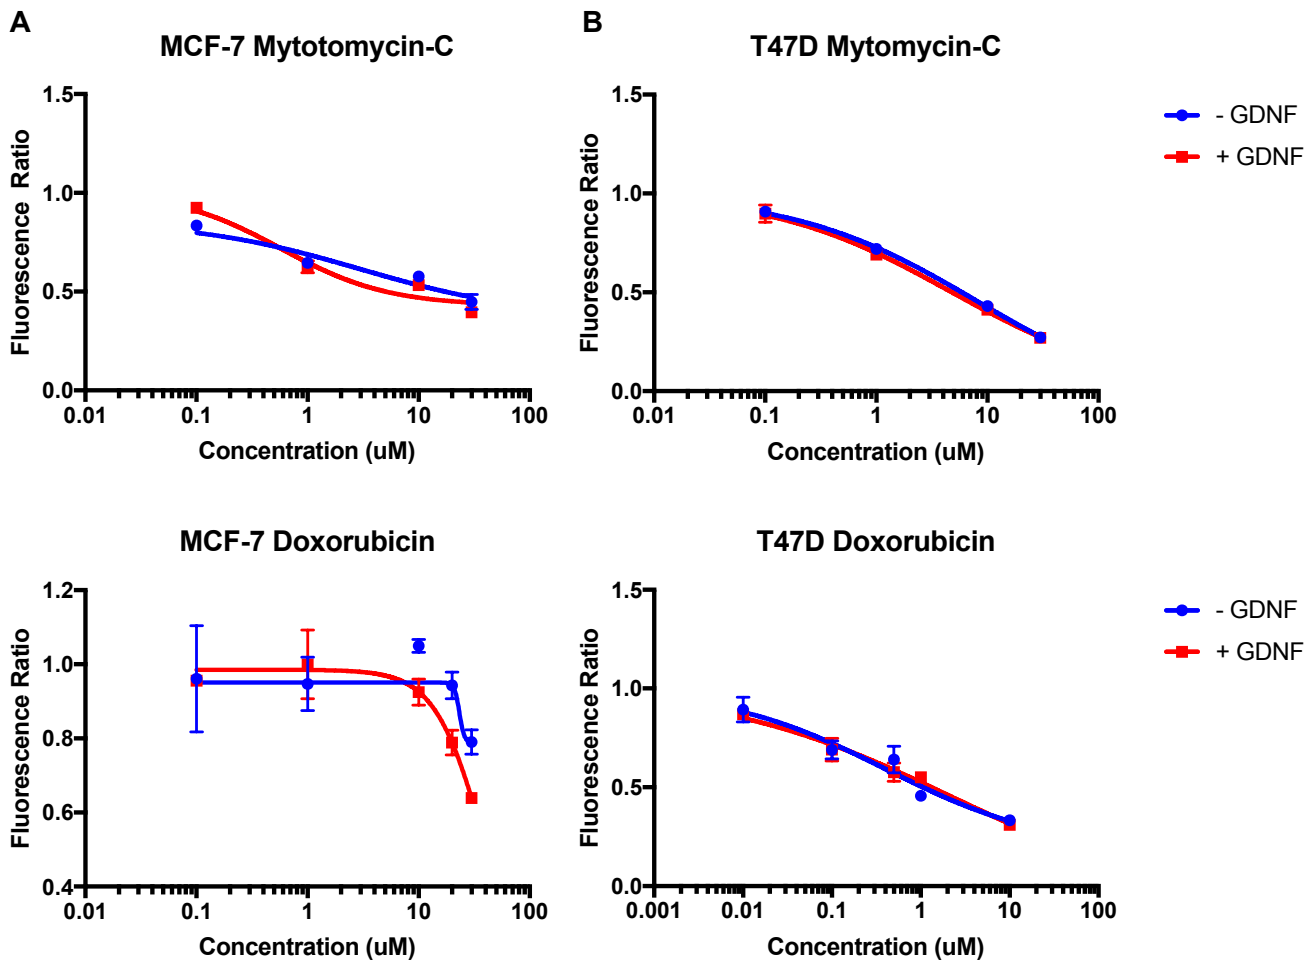 A
MCF-7 Mytotomycin-C
1.5
1.0
0.5
0.0
0.01
0.1
1
10
100
Fluorescence Ratio
Concentration (uM)
B
T47D Mytomycin-C
1.5
1.0
0.5
0.0
0.01
0.1
1
10
100
Fluorescence Ratio
Concentration (uM)
- GDNF
+ GDNF
MCF-7 Doxorubicin
1.2
1.0
0.8
0.6
0.4
0.01
0.1
1
10
100
Fluorescence Ratio
Concentration (uM)
T47D Doxorubicin
1.5
1.0
0.5
0.0
0.001
0.01
0.1
1
10
100
Fluorescence Ratio
Concentration (uM)
- GDNF
+ GDNF